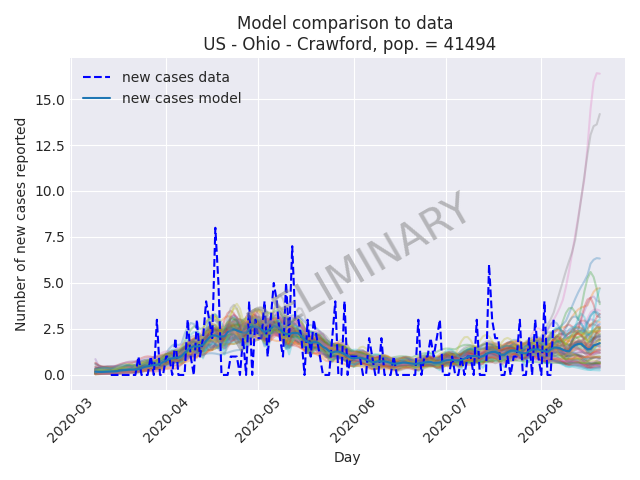 Model comparison to data
US - Ohio - Crawford, pop. = 41494
new cases data
new cases model
Number of new cases reported
15.0
12.5
10.0
7.5
5.0
2.5
0.0
LIMINARY
2020-03
2020-04
2020-05
2020-06
2020-07
2020-08
Day